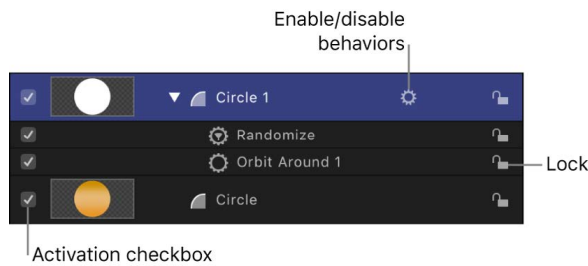 Enable/disable
behaviors
Circle 1
Randomize
Orbit Around 1
Lock
Circle
Activation checkbox